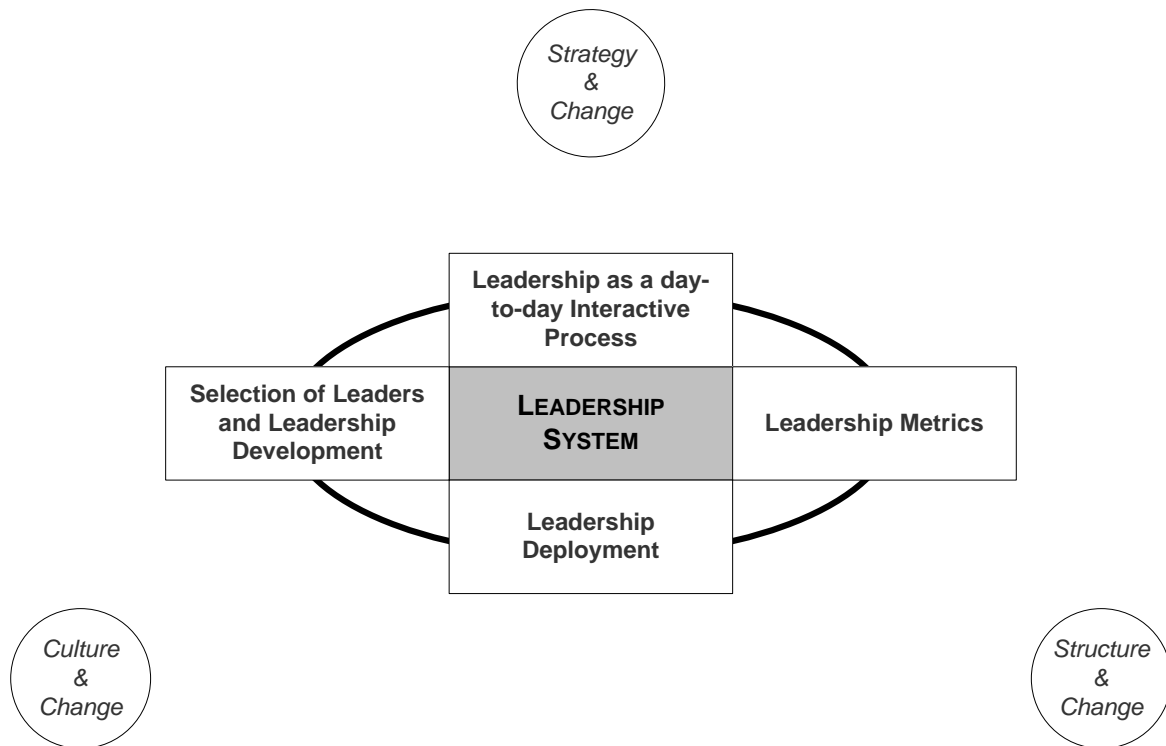 Strategy
&
Change
Leadership as a day-
to-day Interactive
Process
Selection of Leaders
and Leadership
Development
LEADERSHIP
SYSTEM
Leadership Metrics
Leadership
Deployment
Culture
&
Change
Structure
&
Change